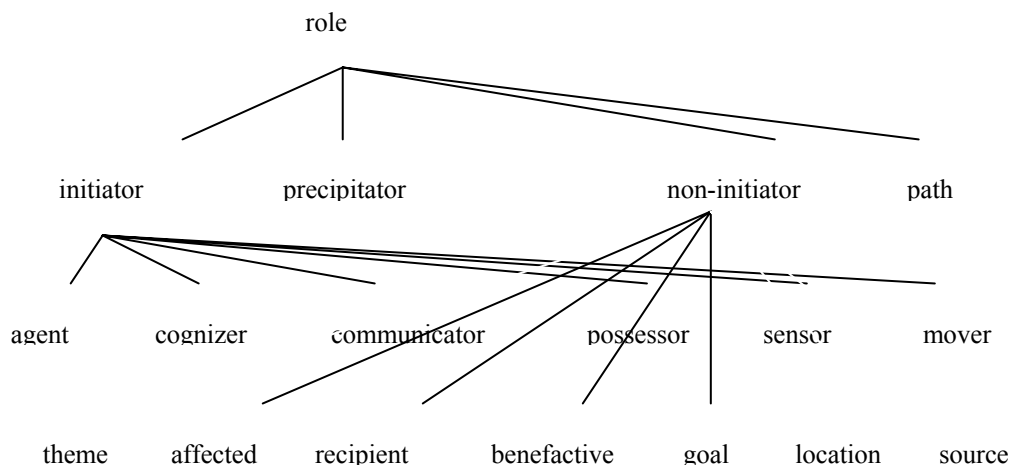 role
initiator precipitator non-initiator path
agent cognizer communicator possessor sensor mover
theme affected recipient benefactive goal location source